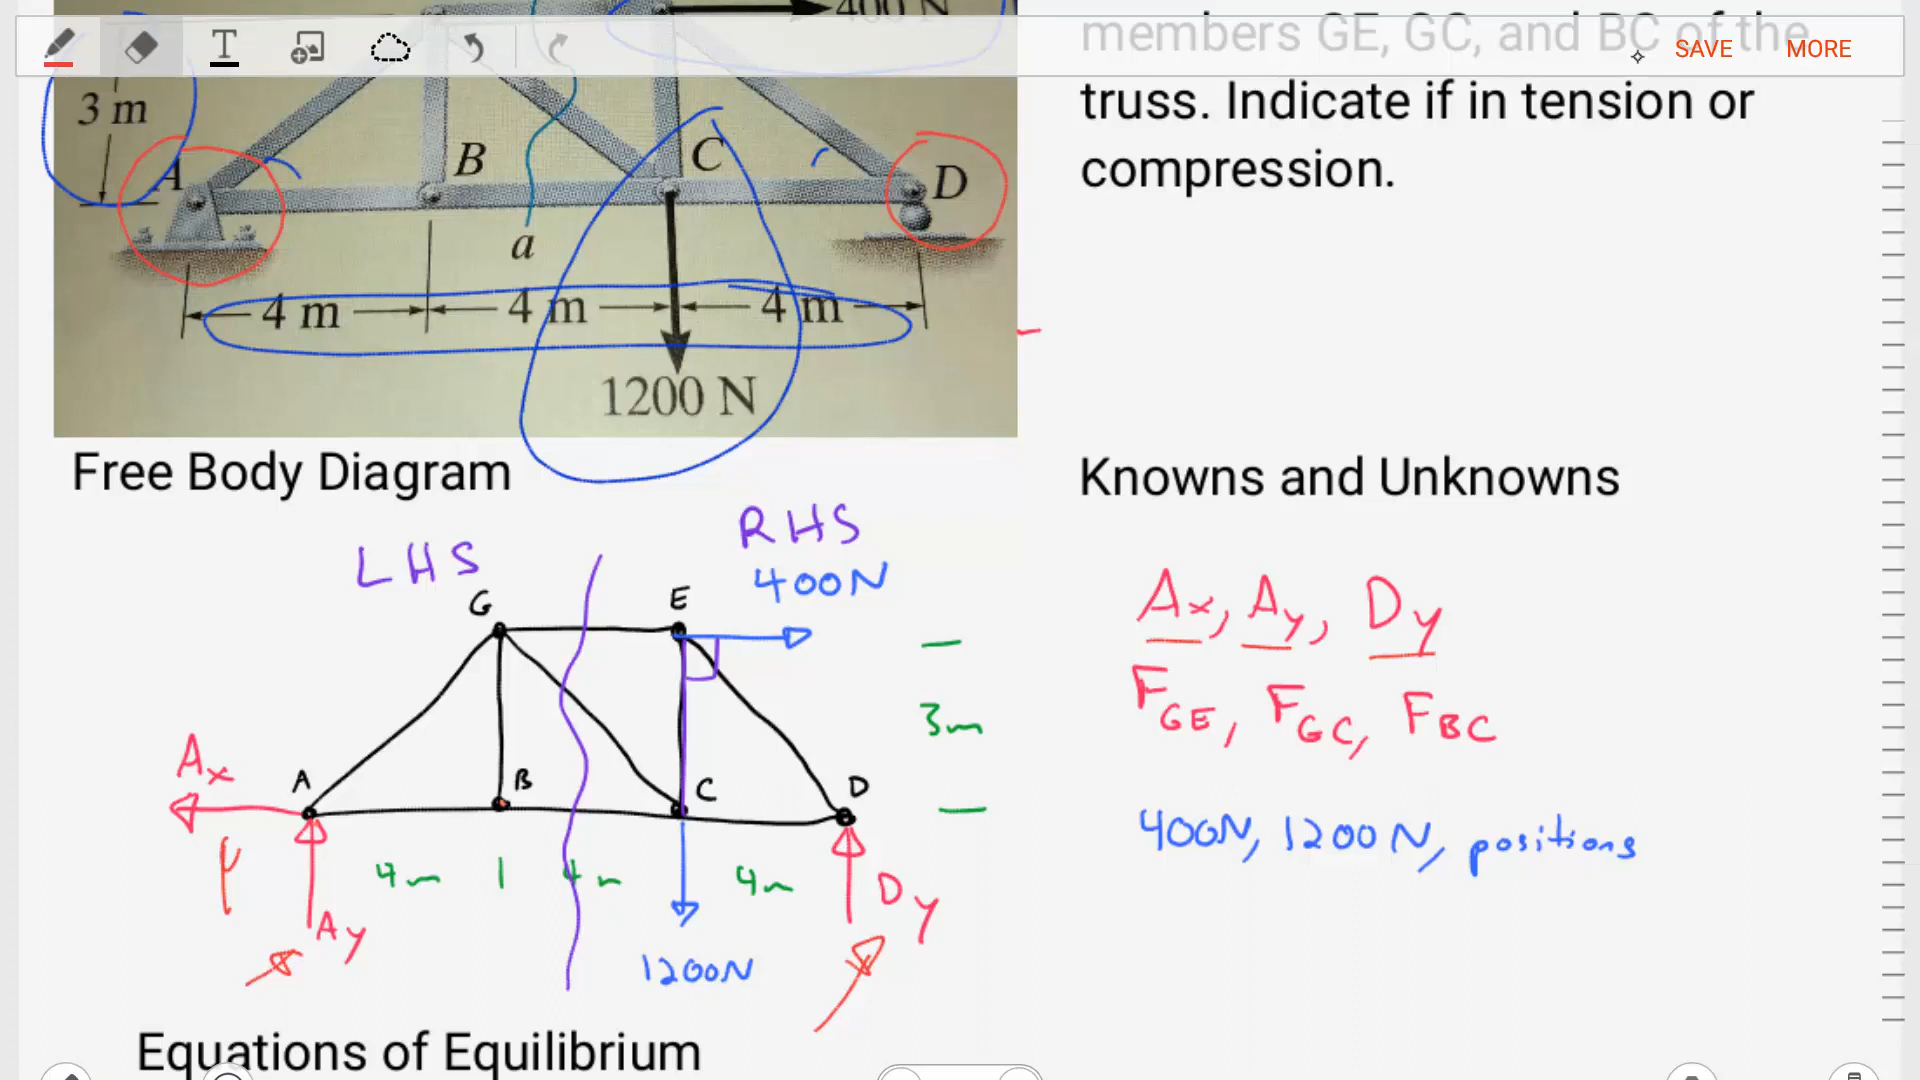 400 N
members GE, GC, and BC of the
T
SAVE
MORE
3 m
truss. Indicate if in tension or
compression.
A
B
C
D
a
4 m
4 m
4 m
1200 N
Free Body Diagram
Knowns and Unknowns
LHS
RHS
400N
G
E
Ax, Ay, Dy
FGE, FGC, FBC
3m
Ax
A
B
C
D
400N, 1200N, positions
4m
4m
4m
Dy
Ay
1200N
Equations of Equilibrium